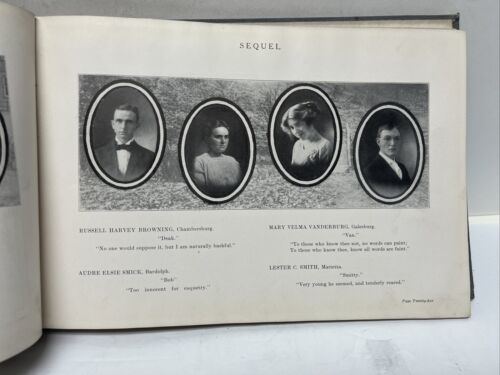 SEQUEL
RUSSELL HARVEY BROWNING, Chambersburg.
"Deak."
"No one would suppose it, but I am naturally bashful."
MARY VELMA VANDERBURG, Galesburg.
"Van."
"To those who know thee not, no words can paint;
To those who know thee, know all words are faint."
AUDRE ELSIE SMICK, Bardolph.
"Bob"
"Too innocent for coquetry."
LESTER C. SMITH, Marietta.
"Smitty."
"Very young he seemed, and tenderly reared."
Page Twenty-five